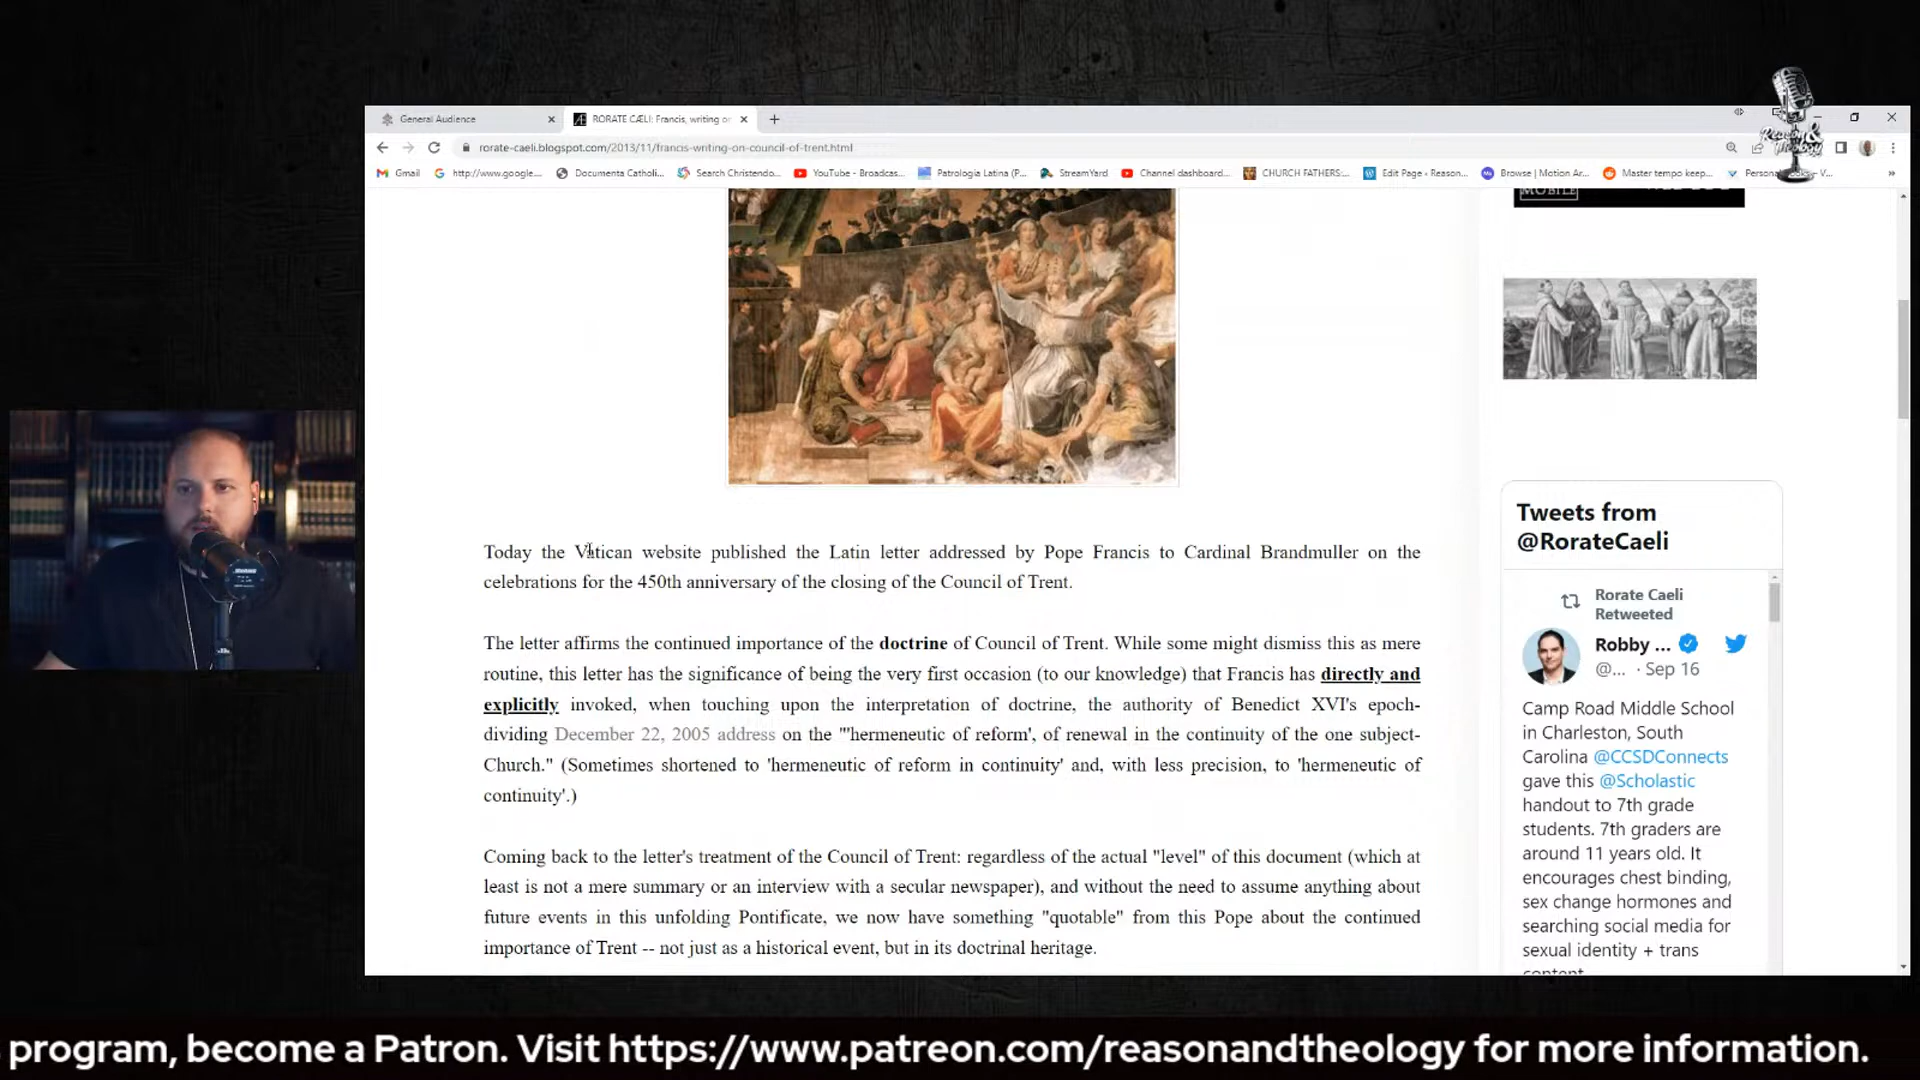 General Audience
RORATE CÆLI: Francis, writing or
rorate-caeli.blogspot.com/2013/11/francis-writing-on-council-of-trent.html
Reason&
Theology
Gmail
http://www.google....
Documenta Catholi...
Search Christendo...
YouTube - Broadcas...
Patrologia Latina (P...
StreamYard
Channel dashboard...
CHURCH FATHERS:...
Edit Page ‹ Reason...
Browse | Motion Ar...
Master tempo keep...
»
MOBILE
Today the Vatican website published the Latin letter addressed by Pope Francis to Cardinal Brandmuller on the
celebrations for the 450th anniversary of the closing of the Council of Trent.
The letter affirms the continued importance of the doctrine of Council of Trent. While some might dismiss this as mere
routine, this letter has the significance of being the very first occasion (to our knowledge) that Francis has directly and
explicitly invoked, when touching upon the interpretation of doctrine, the authority of Benedict XVI's epoch-
dividing December 22, 2005 address on the "'hermeneutic of reform', of renewal in the continuity of the one subject-
Church." (Sometimes shortened to 'hermeneutic of reform in continuity' and, with less precision, to 'hermeneutic of
continuity'.)
Coming back to the letter's treatment of the Council of Trent: regardless of the actual "level" of this document (which at
least is not a mere summary or an interview with a secular newspaper), and without the need to assume anything about
future events in this unfolding Pontificate, we now have something "quotable" from this Pope about the continued
importance of Trent -- not just as a historical event, but in its doctrinal heritage.
Tweets from
@RorateCaeli
Rorate Caeli
Retweeted
Robby ...
@... · Sep 16
Camp Road Middle School
in Charleston, South
Carolina @CCSDConnects
gave this @Scholastic
handout to 7th grade
students. 7th graders are
around 11 years old. It
encourages chest binding,
sex change hormones and
searching social media for
sexual identity + trans
content
program, become a Patron. Visit https://www.patreon.com/reasonandtheology for more information.